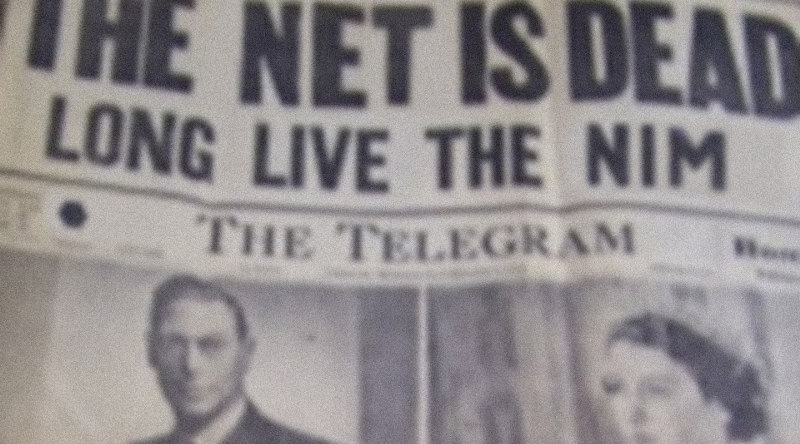 THE NET IS DEAD
LONG LIVE THE NIM
THE TELEGRAM